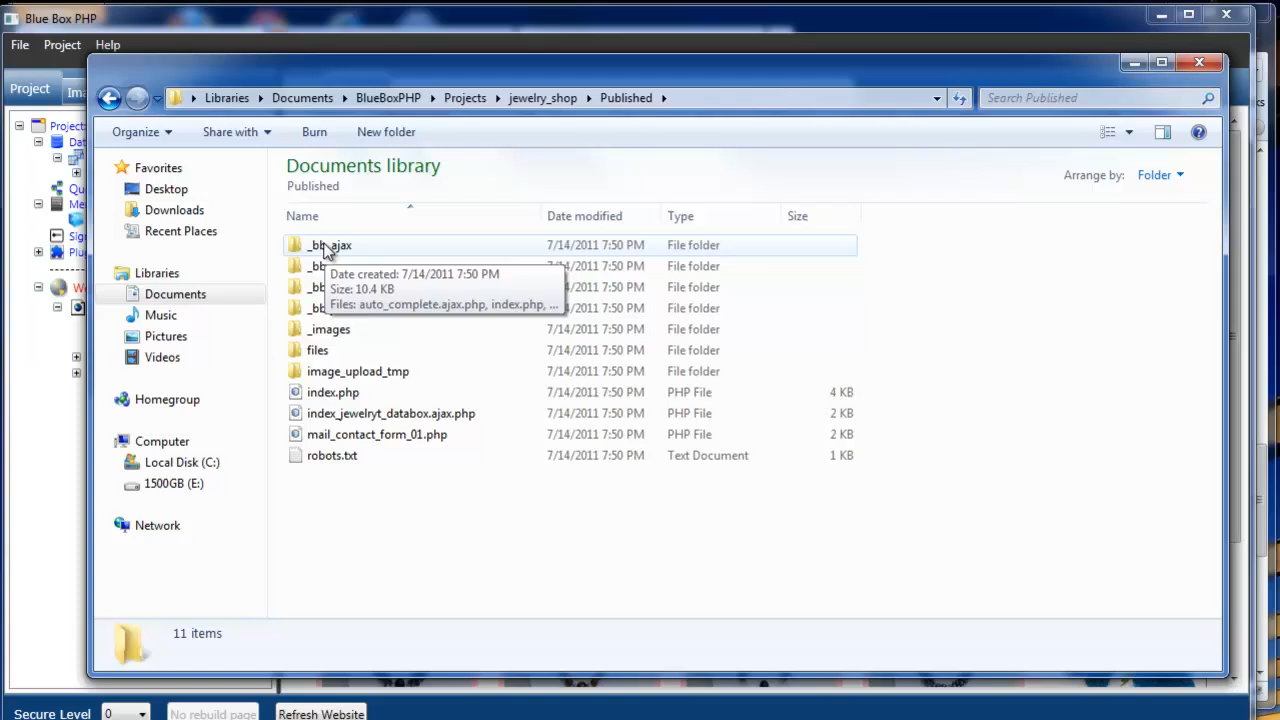 Blue Box PHP
File Project Help
Project
Libraries Documents BlueBoxPHP Projects jewelry_shop Published
Search Published
Organize Share with Burn New folder
Documents library
Published
Arrange by: Folder
Name Date modified Type Size
Favorites
Desktop
Downloads
Recent Places
Libraries
Documents
Music
Pictures
Videos
Homegroup
Computer
Local Disk (C:)
1500GB (E:)
Network
7/14/2011 7:50 PM File folder
Date created: 7/14/2011 7:50 PM
Size: 10.4 KB
Files: auto_complete.ajax.php, index.php, ...
File folder
File folder
File folder
_images 7/14/2011 7:50 PM File folder
files 7/14/2011 7:50 PM File folder
image_upload_tmp 7/14/2011 7:50 PM File folder
index.php 7/14/2011 7:50 PM PHP File 4 KB
index_jewelryt_databox.ajax.php 7/14/2011 7:50 PM PHP File 2 KB
mail_contact_form_01.php 7/14/2011 7:50 PM PHP File 2 KB
robots.txt 7/14/2011 7:50 PM Text Document 1 KB
11 items
Secure Level 0 No rebuild page Refresh Website